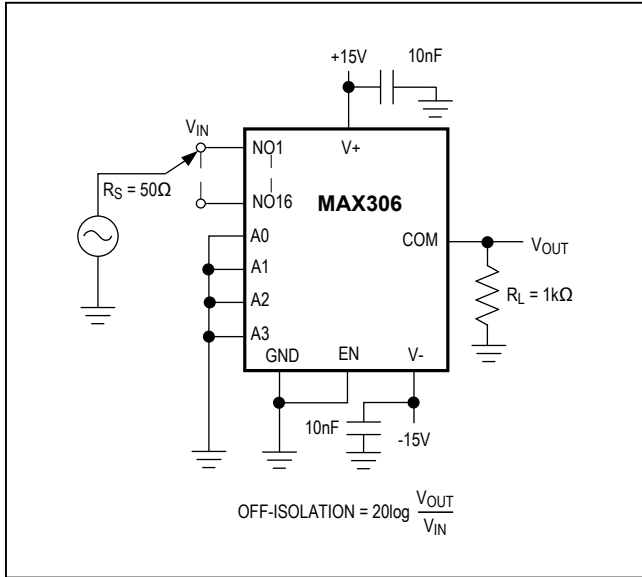 +15V 10nF
V+
VIN
NO1
RS = 50Ω
NO16
MAX306
A0
COM
VOUT
A1
A2
RL = 1kΩ
A3
GND EN V-
10nF
-15V
OFF-ISOLATION = 20log VOUT
VIN